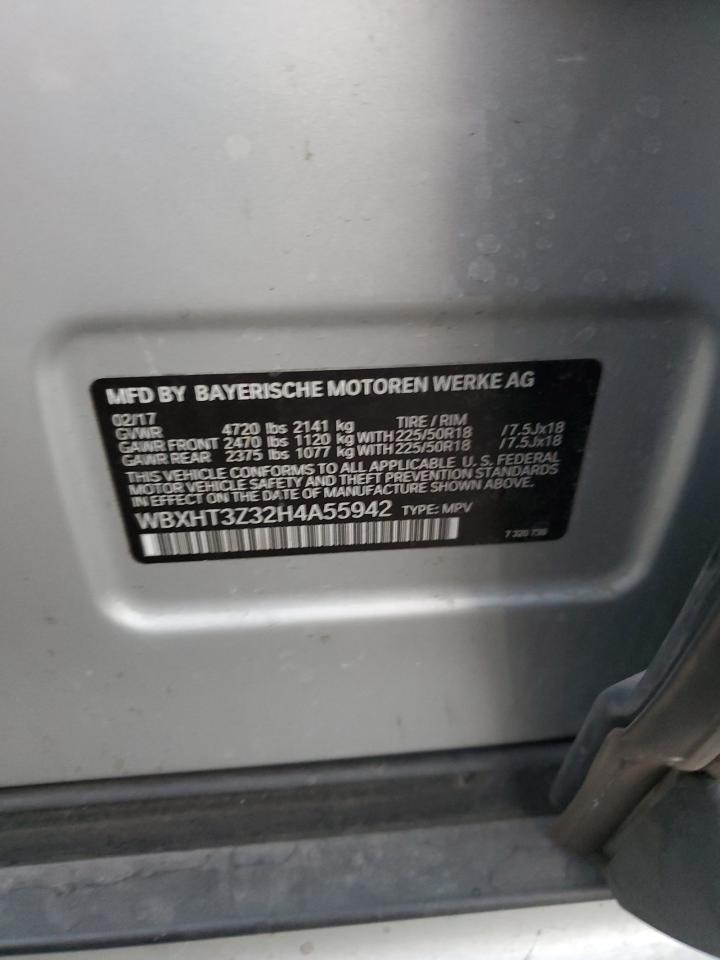 MFD BY BAYERISCHE MOTOREN WERKE AG
02/17 TIRE / RIM
GVWR 4720 lbs 2141 kg
GAWR FRONT 2470 lbs 1120 kg WITH 225/50R18 /7.5Jx18
GAWR REAR 2375 lbs 1077 kg WITH 225/50R18 /7.5Jx18
THIS VEHICLE CONFORMS TO ALL APPLICABLE U.S. FEDERAL
MOTOR VEHICLE SAFETY AND THEFT PREVENTION STANDARDS
IN EFFECT ON THE DATE OF MANUFACTURE SHOWN ABOVE.
WBXHT3Z32H4A55942 TYPE: MPV
7 320 739